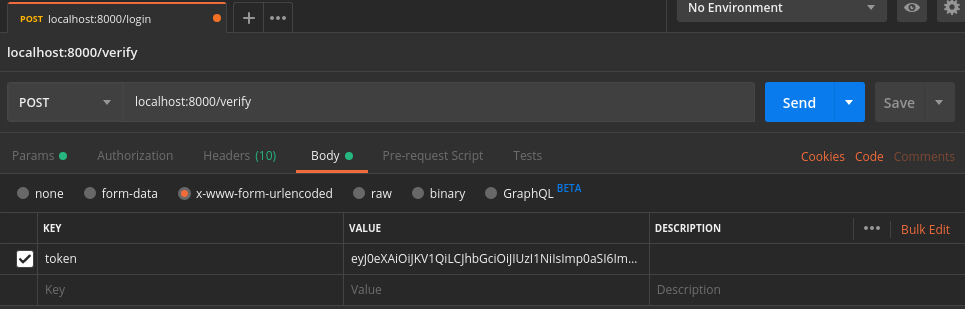 POST localhost:8000/login
No Environment
localhost:8000/verify
POST localhost:8000/verify Send Save
Params Authorization Headers (10) Body Pre-request Script Tests Cookies Code Comments
none form-data x-www-form-urlencoded raw binary GraphQL BETA
KEY VALUE DESCRIPTION ••• Bulk Edit
token eyJ0eXAiOiJKV1QiLCJhbGciOiJIUzI1NiIsImp0aSI6Im...
Key Value Description